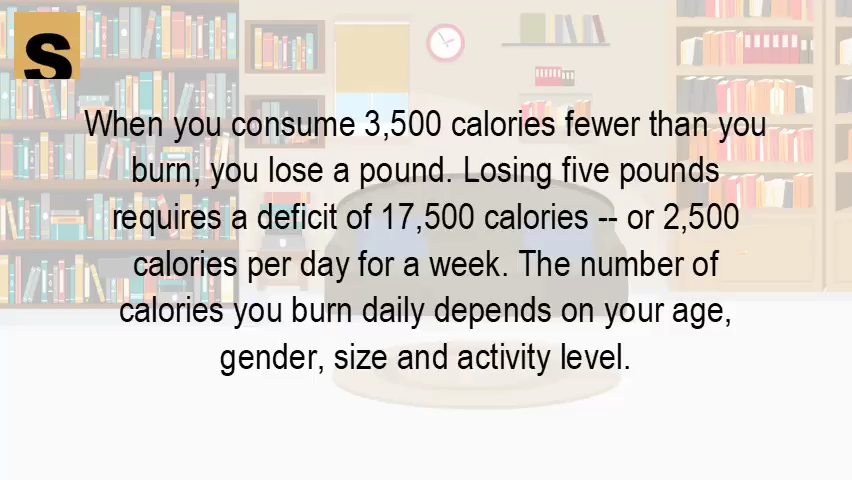 S
When you consume 3,500 calories fewer than you
burn, you lose a pound. Losing five pounds
requires a deficit of 17,500 calories -- or 2,500
calories per day for a week. The number of
calories you burn daily depends on your age,
gender, size and activity level.